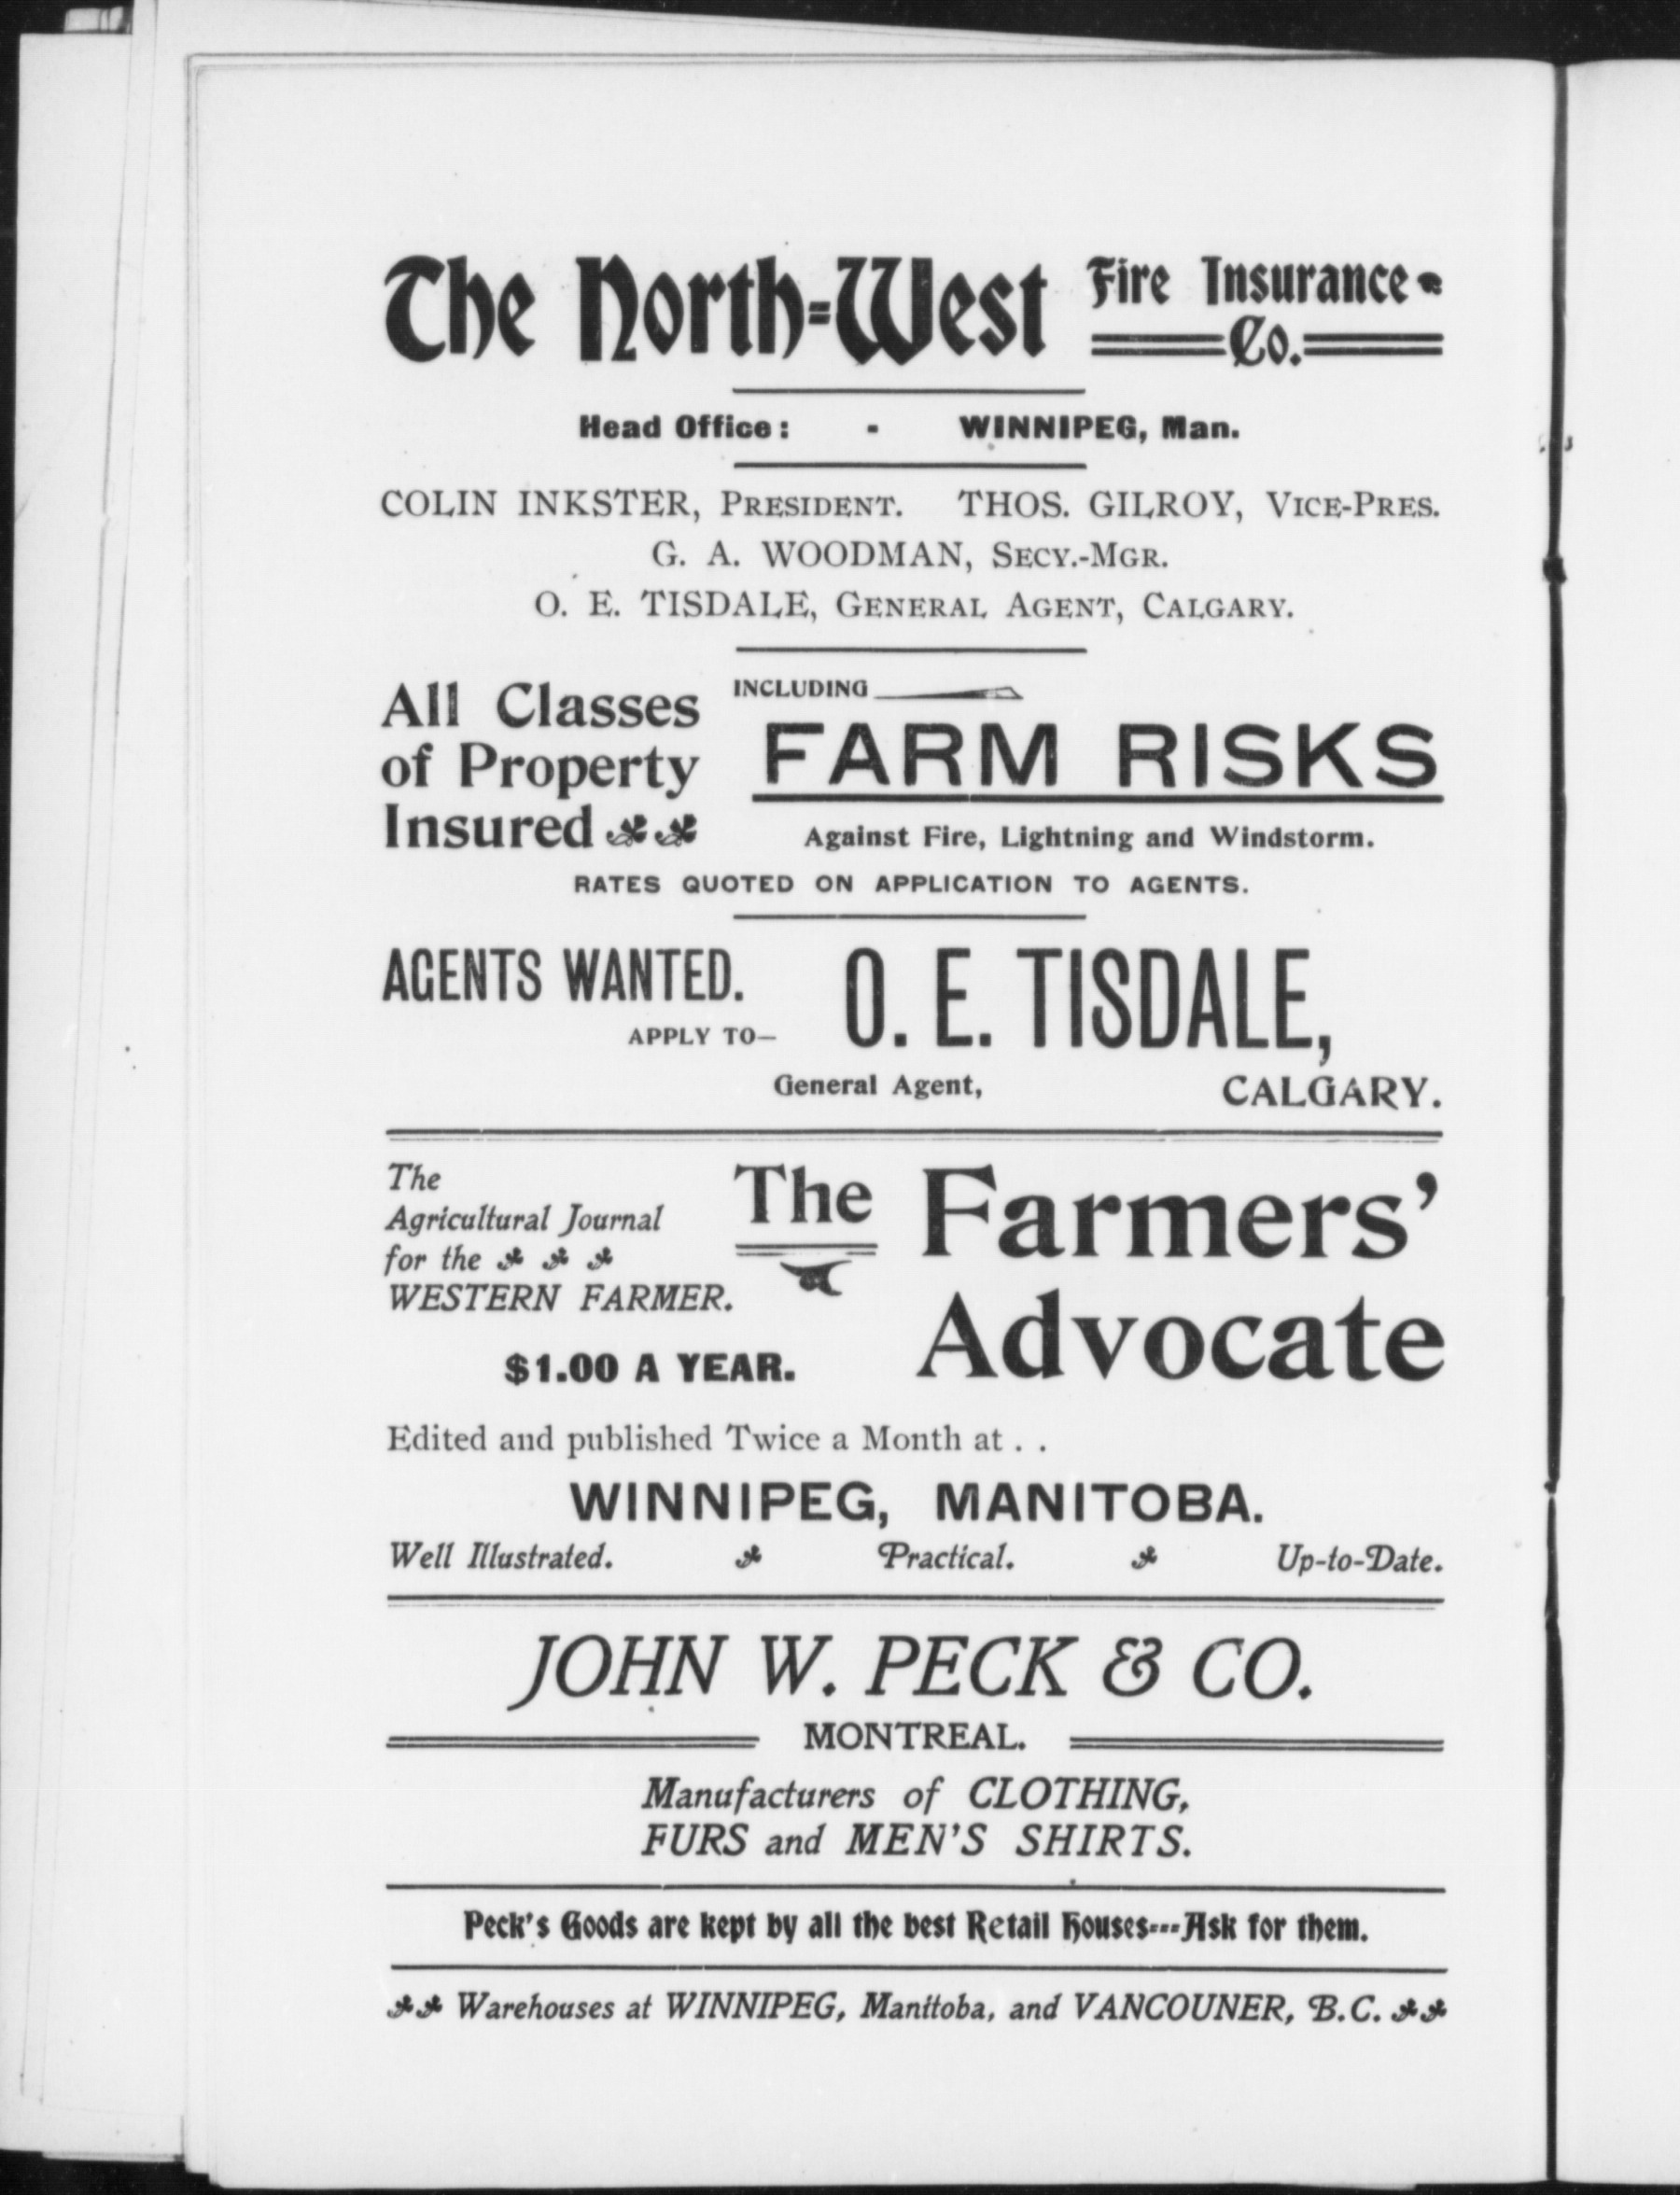 The North-West Fire Insurance
Co.
Head Office: - WINNIPEG, Man.
COLIN INKSTER, PRESIDENT. THOS. GILROY, VICE-PRES.
G. A. WOODMAN, SECY.-MGR.
O. E. TISDALE, GENERAL AGENT, CALGARY.
All Classes
of Property
Insured
INCLUDING
FARM RISKS
Against Fire, Lightning and Windstorm.
RATES QUOTED ON APPLICATION TO AGENTS.
AGENTS WANTED.
APPLY TO—
O. E. TISDALE,
General Agent, CALGARY.
The
Agricultural Journal
for the
WESTERN FARMER.
$1.00 A YEAR.
The Farmers'
Advocate
Edited and published Twice a Month at . .
WINNIPEG, MANITOBA.
Well Illustrated. Practical. Up-to-Date.
JOHN W. PECK & CO.
MONTREAL.
Manufacturers of CLOTHING,
FURS and MEN'S SHIRTS.
Peck's Goods are kept by all the best Retail Houses---Ask for them.
Warehouses at WINNIPEG, Manitoba, and VANCOUNER, B.C.